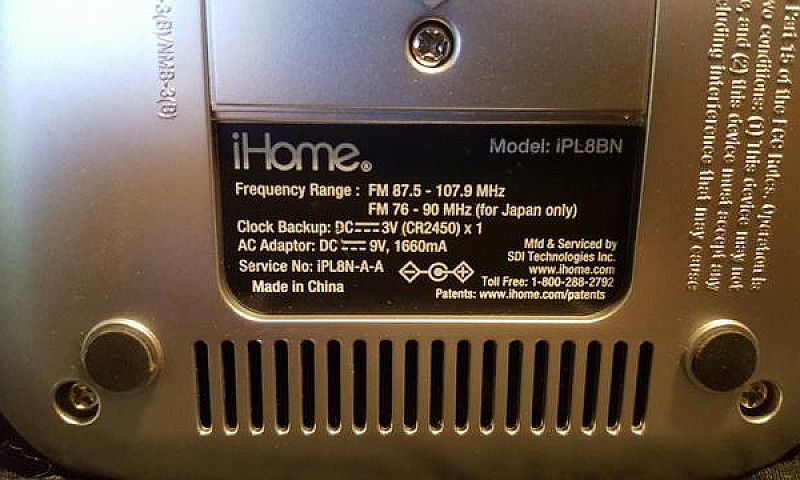 iHome®
Model: iPL8BN
Frequency Range : FM 87.5 - 107.9 MHz
FM 76 - 90 MHz (for Japan only)
Clock Backup: DC⎓3V (CR2450) x 1
AC Adaptor: DC⎓9V, 1660mA
Service No: iPL8N-A-A
Made in China
Mfd & Serviced by
SDI Technologies Inc.
www.ihome.com
Toll Free: 1-800-288-2792
Patents: www.ihome.com/patents
Part 15 of the FCC Rules. Operation is
two conditions: (1) This device may not
, and (2) this device must accept any
including interference that may cause
-3(B)/NMB-3(B)